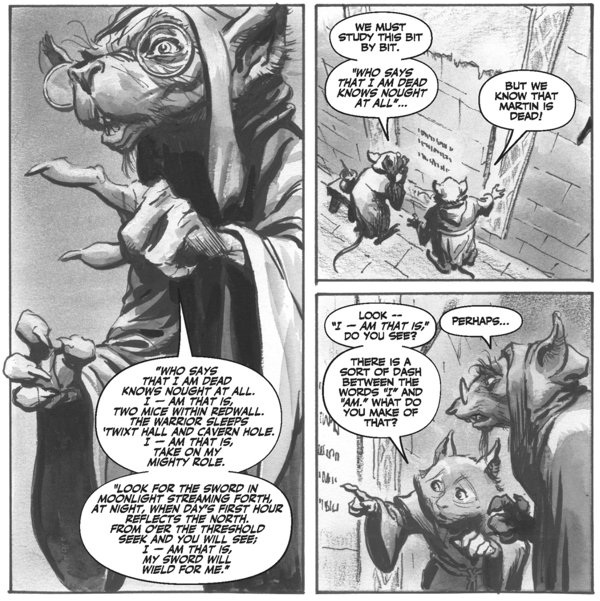 "WHO SAYS
THAT I AM DEAD
KNOWS NOUGHT AT ALL.
I — AM THAT IS,
TWO MICE WITHIN REDWALL.
THE WARRIOR SLEEPS
'TWIXT HALL AND CAVERN HOLE.
I — AM THAT IS,
TAKE ON MY
MIGHTY ROLE.
"LOOK FOR THE SWORD IN
MOONLIGHT STREAMING FORTH,
AT NIGHT, WHEN DAY'S FIRST HOUR
REFLECTS THE NORTH.
FROM O'ER THE THRESHOLD
SEEK AND YOU WILL SEE;
I — AM THAT IS,
MY SWORD WILL
WIELD FOR ME."
WE MUST
STUDY THIS BIT
BY BIT.
"WHO SAYS
THAT I AM DEAD
KNOWS NOUGHT
AT ALL"...
BUT WE
KNOW THAT
MARTIN IS
DEAD!
LOOK --
"I — AM THAT IS,"
DO YOU SEE?
PERHAPS...
THERE IS A
SORT OF DASH
BETWEEN THE
WORDS "I" AND
"AM." WHAT DO
YOU MAKE OF
THAT?